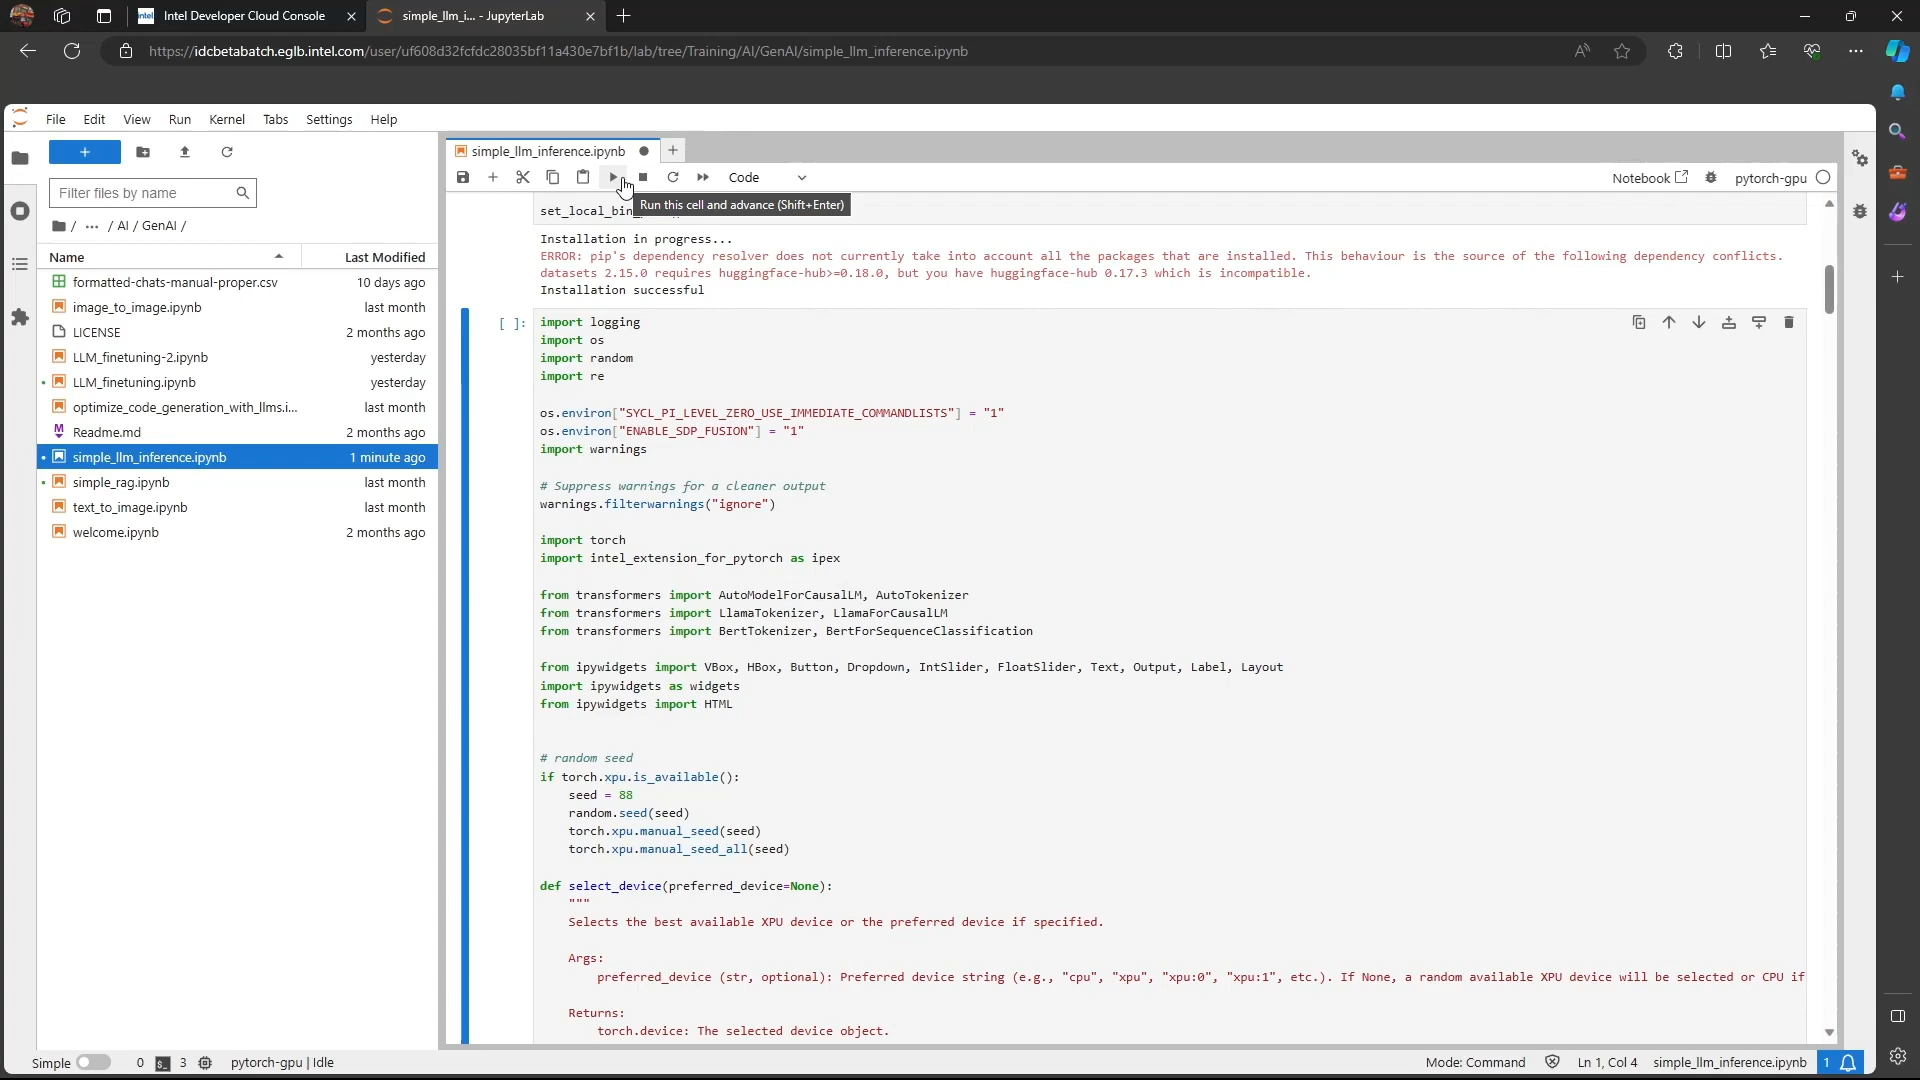 Intel Developer Cloud Console
simple_llm_i... - JupyterLab
https://idcbetabatch.eglb.intel.com/user/uf608d32fcfdc28035bf11a430e7bf1b/lab/tree/Training/AI/GenAI/simple_llm_inference.ipynb
File Edit View Run Kernel Tabs Settings Help
simple_llm_inference.ipynb
Code
Notebook
pytorch-gpu
Run this cell and advance (Shift+Enter)
Filter files by name
/ ... / AI / GenAI /
Name Last Modified
formatted-chats-manual-proper.csv 10 days ago
image_to_image.ipynb last month
LICENSE 2 months ago
LLM_finetuning-2.ipynb yesterday
LLM_finetuning.ipynb yesterday
optimize_code_generation_with_llms.i... last month
Readme.md 2 months ago
simple_llm_inference.ipynb 1 minute ago
simple_rag.ipynb last month
text_to_image.ipynb last month
welcome.ipynb 2 months ago
set_local_bin_
Installation in progress...
ERROR: pip's dependency resolver does not currently take into account all the packages that are installed. This behaviour is the source of the following dependency conflicts.
datasets 2.15.0 requires huggingface-hub>=0.18.0, but you have huggingface-hub 0.17.3 which is incompatible.
Installation successful
[ ]:
import logging
import os
import random
import re
os.environ["SYCL_PI_LEVEL_ZERO_USE_IMMEDIATE_COMMANDLISTS"] = "1"
os.environ["ENABLE_SDP_FUSION"] = "1"
import warnings
# Suppress warnings for a cleaner output
warnings.filterwarnings("ignore")
import torch
import intel_extension_for_pytorch as ipex
from transformers import AutoModelForCausalLM, AutoTokenizer
from transformers import LlamaTokenizer, LlamaForCausalLM
from transformers import BertTokenizer, BertForSequenceClassification
from ipywidgets import VBox, HBox, Button, Dropdown, IntSlider, FloatSlider, Text, Output, Label, Layout
import ipywidgets as widgets
from ipywidgets import HTML
# random seed
if torch.xpu.is_available():
seed = 88
random.seed(seed)
torch.xpu.manual_seed(seed)
torch.xpu.manual_seed_all(seed)
def select_device(preferred_device=None):
"""
Selects the best available XPU device or the preferred device if specified.
Args:
preferred_device (str, optional): Preferred device string (e.g., "cpu", "xpu", "xpu:0", "xpu:1", etc.). If None, a random available XPU device will be selected or CPU if
Returns:
torch.device: The selected device object.
Simple 0 3 pytorch-gpu | Idle
Mode: Command Ln 1, Col 4 simple_llm_inference.ipynb 1